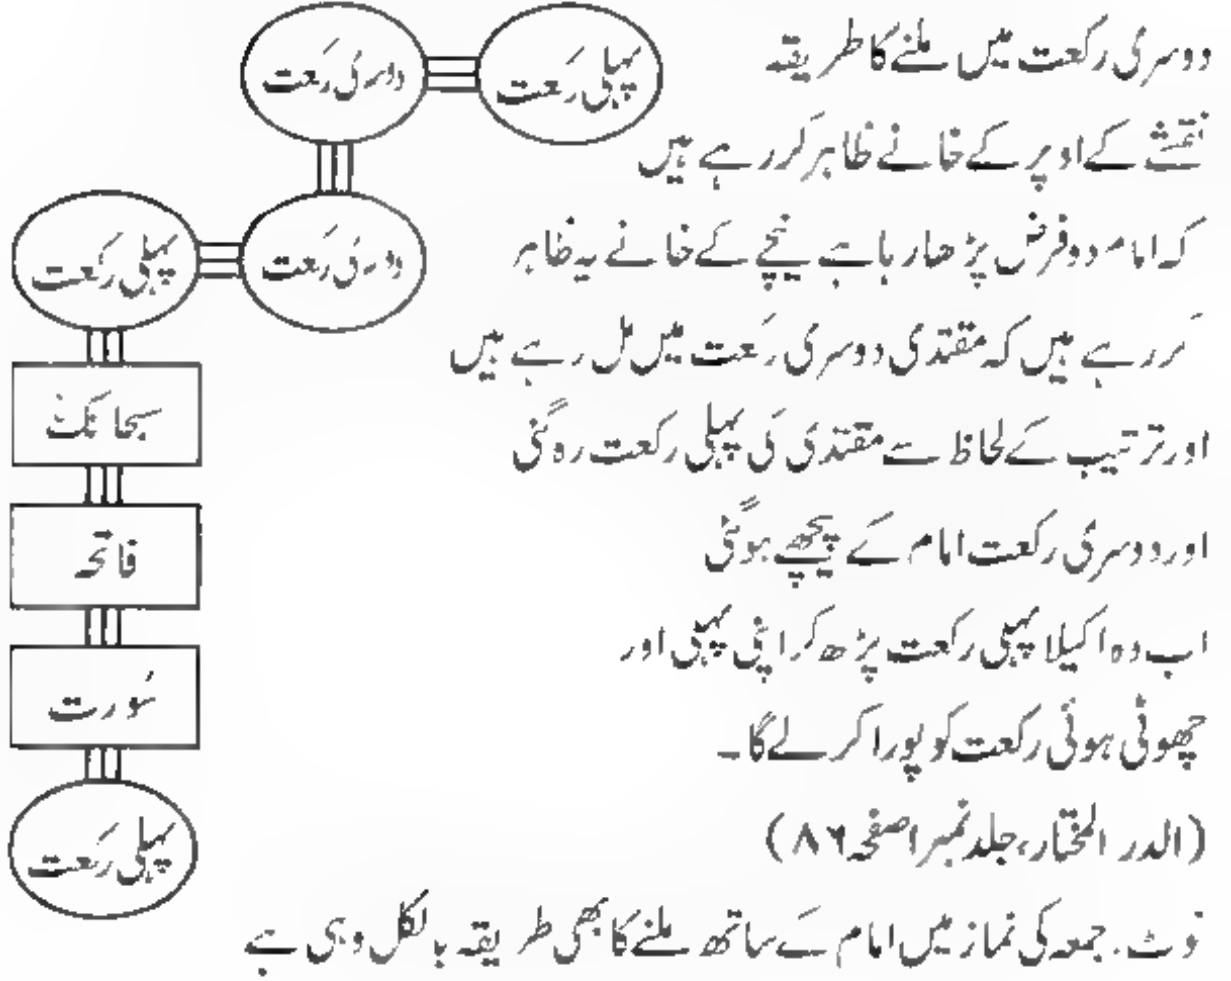 دوسری رکعت میں ملنے کا طریقہ
نقشے کے اوپر کے خانے ظاہر کر رہے ہیں
کہ امام دو فرض پڑھا رہا ہے نیچے کے خانے یہ ظاہر
کر رہے ہیں کہ مقتدی دوسری رکعت میں مل رہے ہیں
اور ترتیب کے لحاظ سے مقتدی کی پہلی رکعت رہ گئی
اور دوسری رکعت امام کے پیچھے ہو گئی
اب وہ اکیلا پہلی رکعت پڑھ کر اپنی پہلی اور
چھوٹی ہوئی رکعت کو پورا کر لے گا۔
(الدر المختار، جلد نمبر ۱ صفحہ ۸۶)
نوٹ. جمعہ کی نماز میں امام کے ساتھ ملنے کا بھی طریقہ بالکل وہی ہے
پہلی رکعت
دوسری رکعت
دوسری رکعت
پہلی رکعت
سبحانک
فاتحہ
سورت
پہلی رکعت